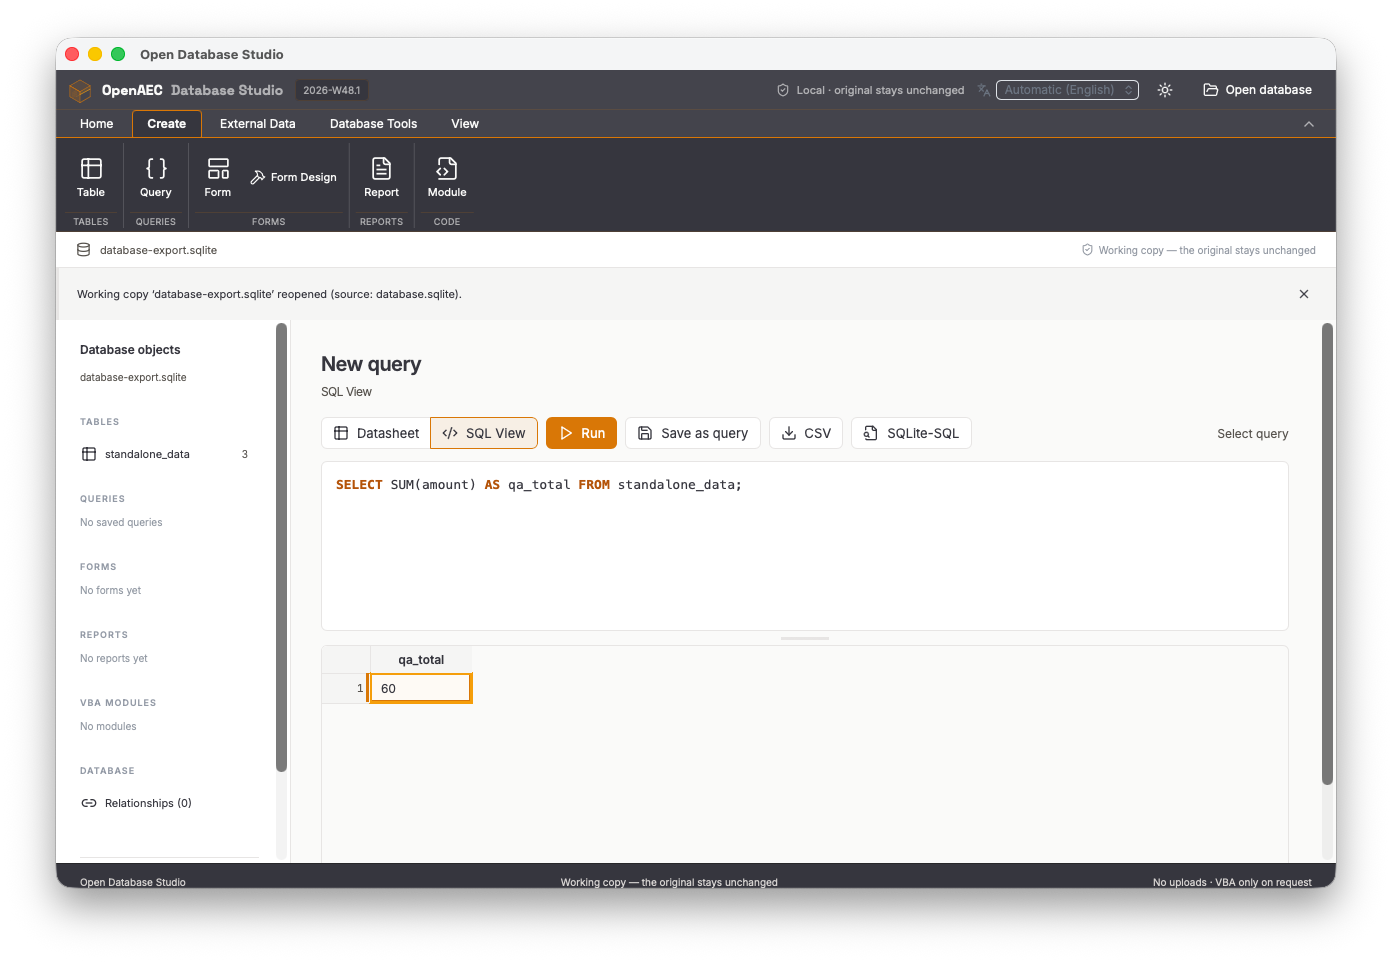 Open Database Studio
OpenAEC Database Studio 2026-W48.1 Local · original stays unchanged Automatic (English) Open database
Home Create External Data Database Tools View
Table Query Form Form Design Report Module
TABLES QUERIES FORMS REPORTS CODE
database-export.sqlite Working copy — the original stays unchanged
Working copy ‘database-export.sqlite’ reopened (source: database.sqlite).
Database objects
database-export.sqlite
TABLES
standalone_data 3
QUERIES
No saved queries
FORMS
No forms yet
REPORTS
No reports yet
VBA MODULES
No modules
DATABASE
Relationships (0)
New query
SQL View
Datasheet SQL View Run Save as query CSV SQLite-SQL Select query
SELECT SUM(amount) AS qa_total FROM standalone_data;
qa_total
1 60
Open Database Studio Working copy — the original stays unchanged No uploads · VBA only on request